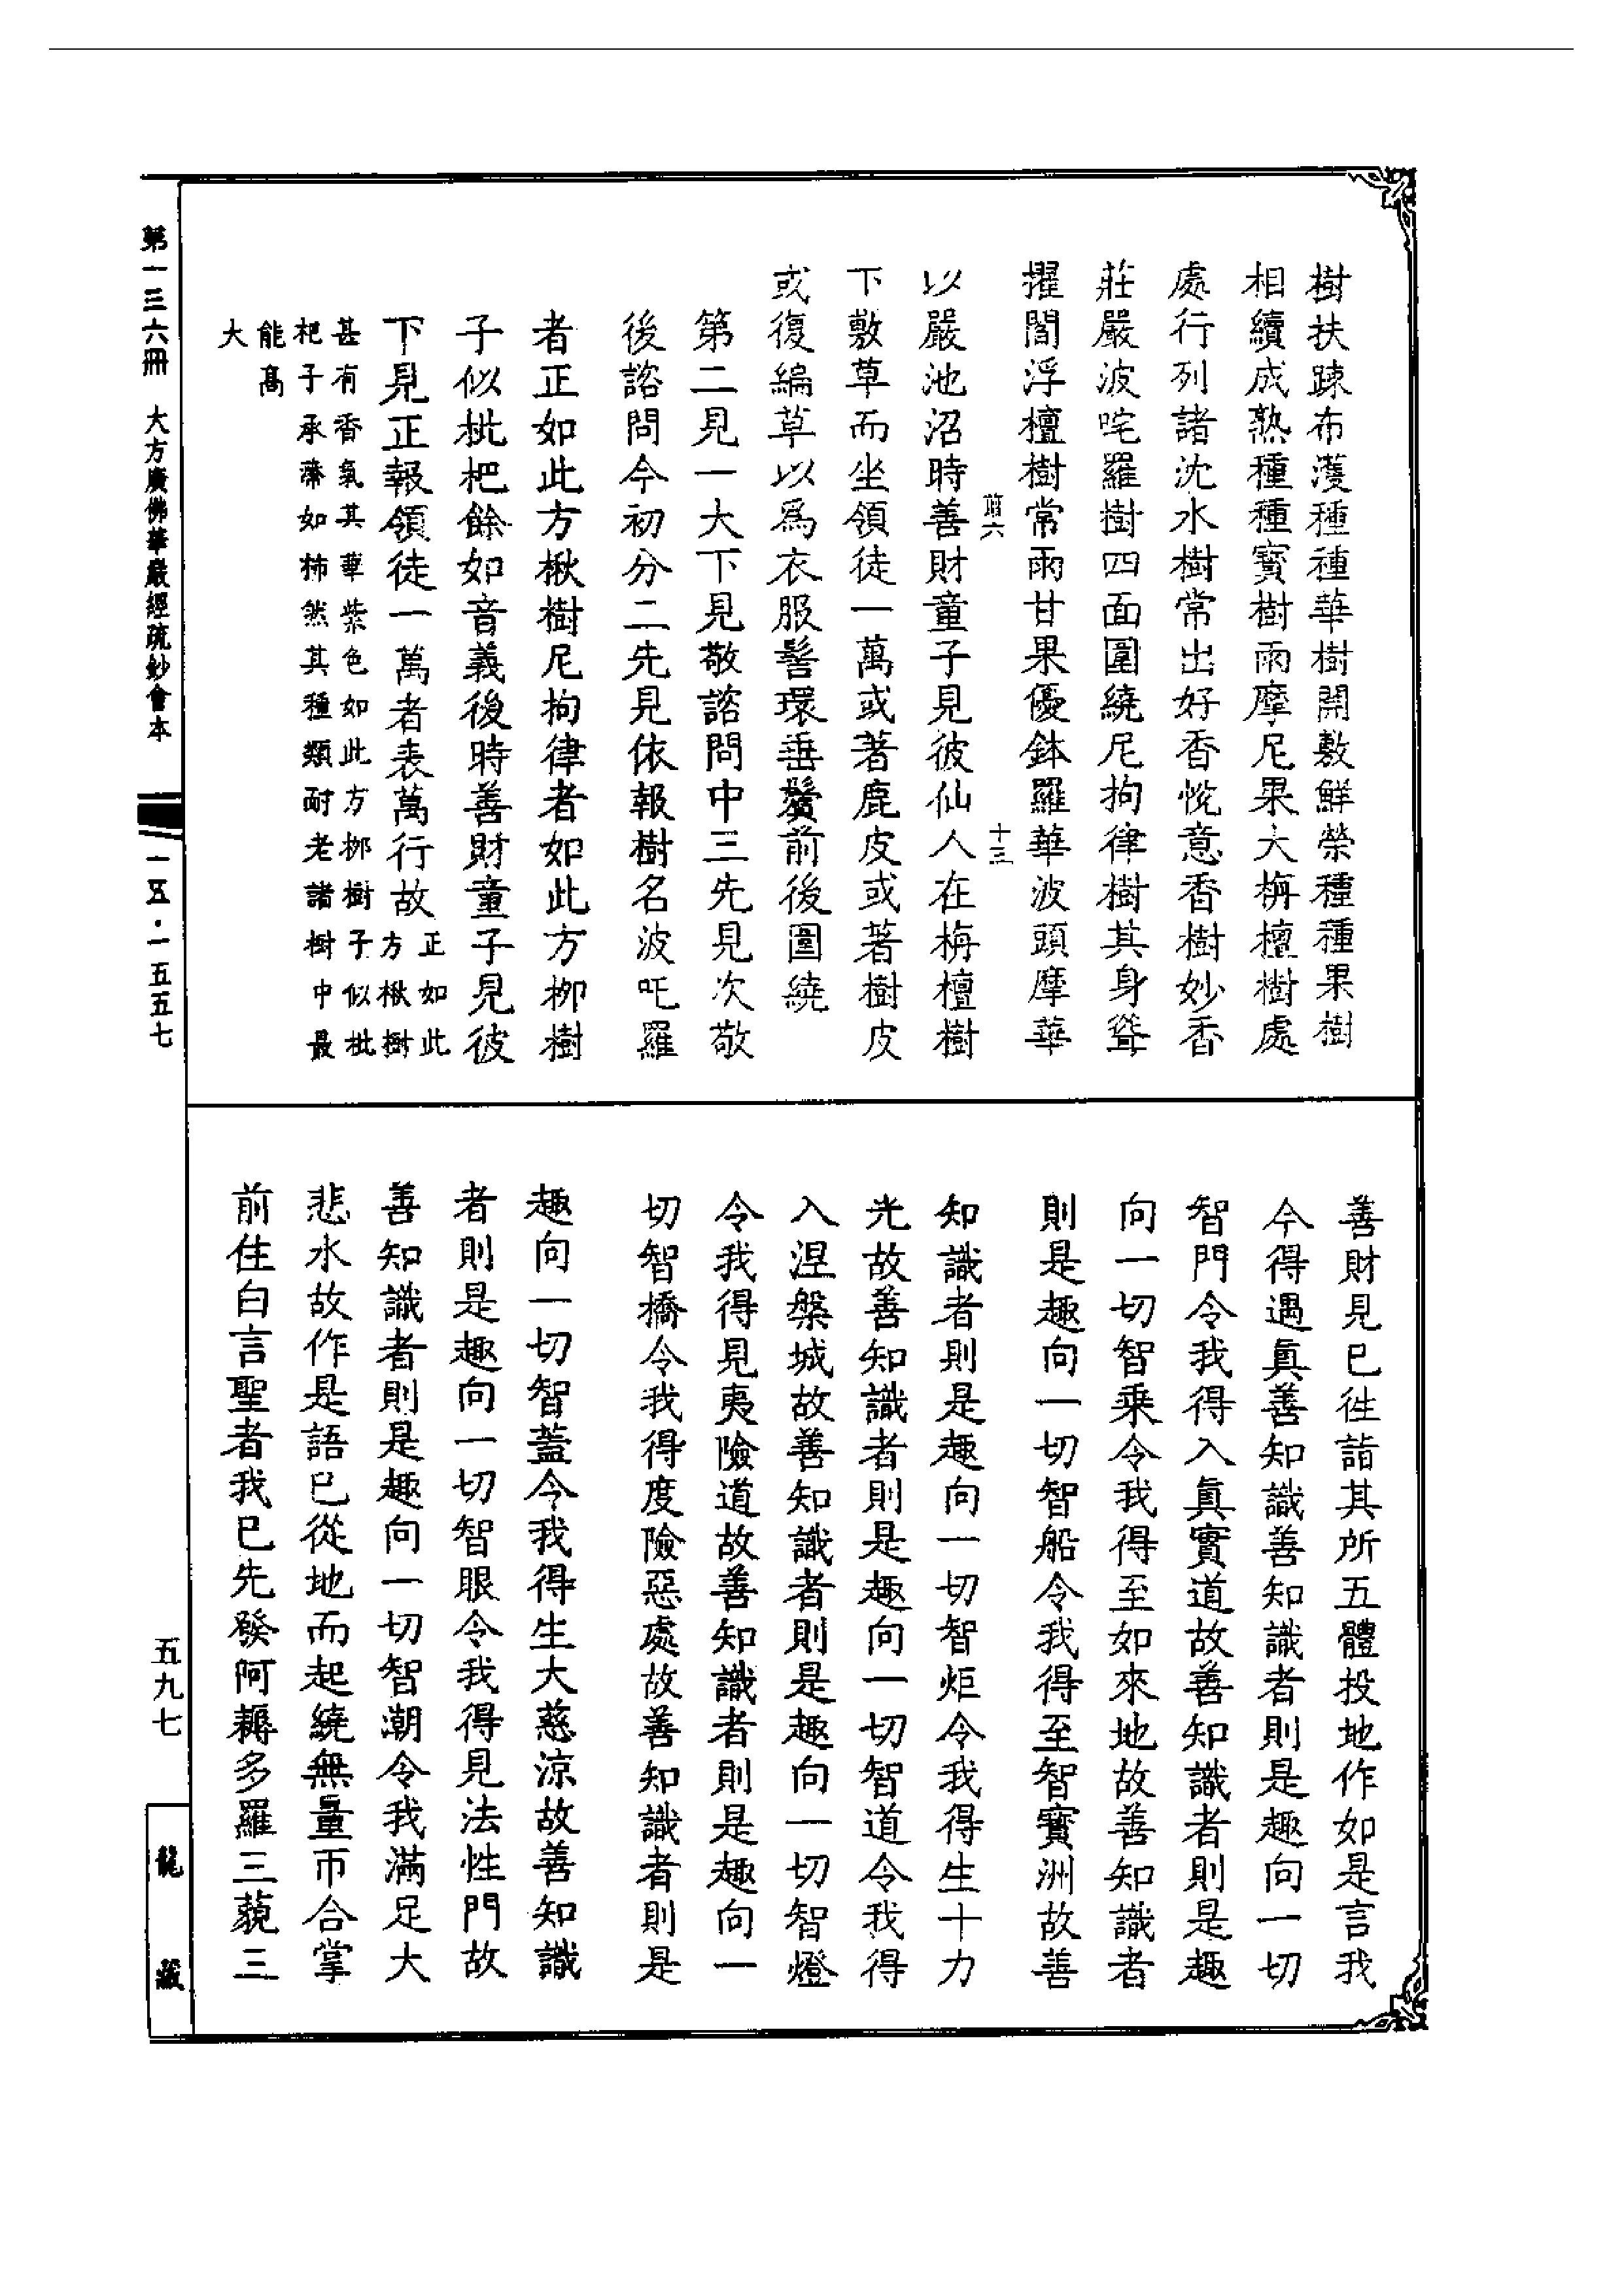 樹扶踈布濩種種華樹開敷鮮榮種種果樹
相續成熟種種寶樹雨摩尼果大栴檀樹處
處行列諸沈水樹常出好香悅意香樹妙香
莊嚴波咤羅樹四面圍繞尼拘律樹其身聳
擢閻浮檀樹常雨甘果優鉢羅華波頭摩華
翦六
十三
以嚴池沼時善財童子見彼仙人在栴檀樹
下敷草而坐領徒一萬或著鹿皮或著樹皮
或復編草以爲衣服髻環垂鬢前後圍繞
第二見一大下見敬諮問中三先見次敬
後諮問今初分二先見依報樹名波吒羅
者正如此方楸樹尼拘律者如此方柳樹
子似枇杷餘如音義後時善財童子見彼
下見正報領徒一萬者表萬行故
正如此
方楸樹
甚有香氣其華紫色如此方柳樹子似枇
杷子承蔕如柿然其種類耐老諸樹中最
能高
大
善財見已往詣其所五體投地作如是言我
今得遇眞善知識善知識者則是趣向一切
智門令我得入眞實道故善知識者則是趣
向一切智乘令我得至如來地故善知識者
則是趣向一切智船令我得至智寶洲故善
知識者則是趣向一切智炬令我得生十力
光故善知識者則是趣向一切智道令我得
入涅槃城故善知識者則是趣向一切智燈
令我得見夷險道故善知識者則是趣向一
切智橋令我得度險惡處故善知識者則是
趣向一切智蓋令我得生大慈涼故善知識
者則是趣向一切智眼令我得見法性門故
善知識者則是趣向一切智潮令我滿足大
悲水故作是語已從地而起繞無量帀合掌
前住白言聖者我已先發阿耨多羅三藐三
第一三六冊 大方廣佛華嚴經疏鈔會本
一五五·一五五七
五九七
龍藏